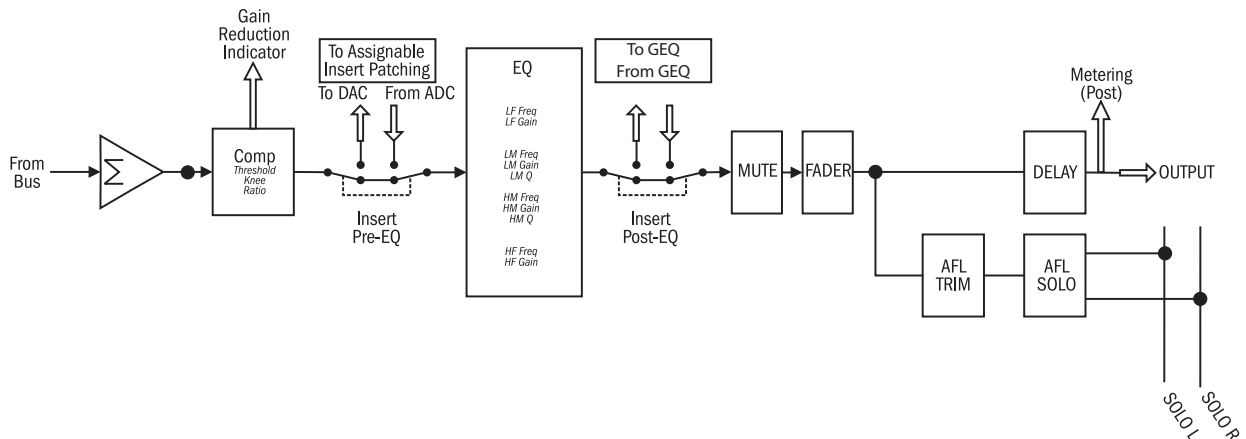 Gain
Reduction
Indicator
To Assignable
Insert Patching
To DAC From ADC
To GEQ
From GEQ
Metering
(Post)
From
Bus
Σ
Comp
Threshold
Knee
Ratio
Insert
Pre-EQ
EQ
LF Freq
LF Gain
LM Freq
LM Gain
LM Q
HM Freq
HM Gain
HM Q
HF Freq
HF Gain
Insert
Post-EQ
MUTE
FADER
DELAY
OUTPUT
AFL
TRIM
AFL
SOLO
SOLO L
SOLO R